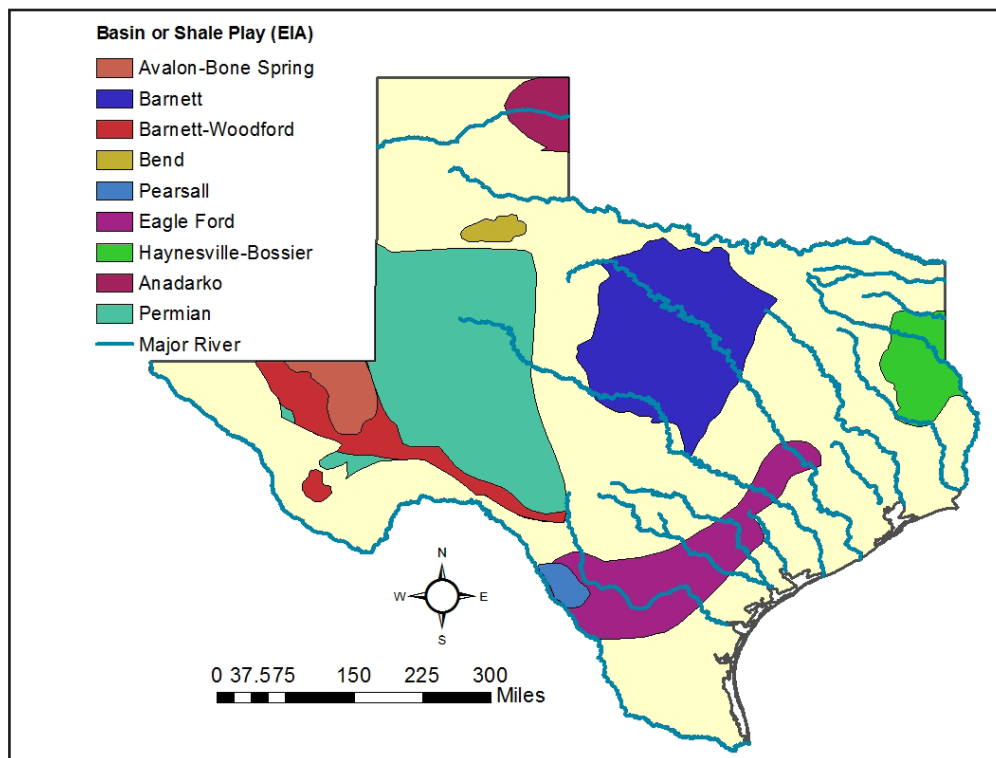 Basin or Shale Play (EIA)
Avalon-Bone Spring
Barnett
Barnett-Woodford
Bend
Pearsall
Eagle Ford
Haynesville-Bossier
Anadarko
Permian
Major River
N
W E
S
0 37.575 150 225 300
Miles